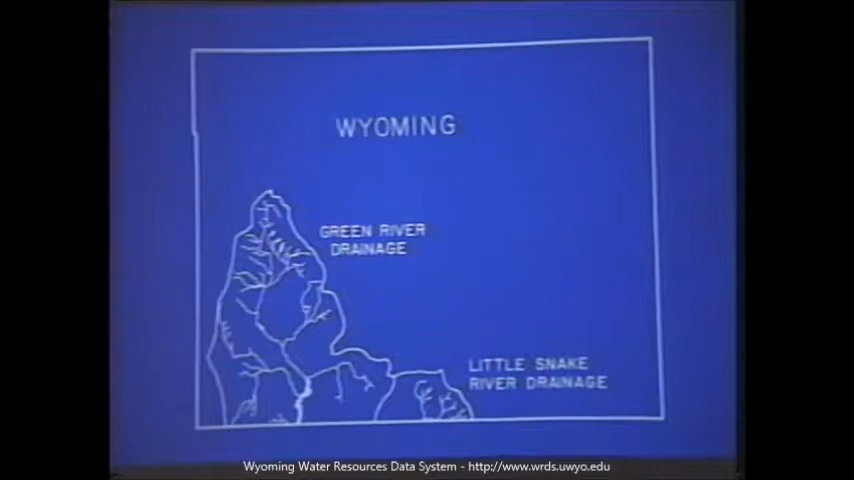 WYOMING
GREEN RIVER
DRAINAGE
LITTLE SNAKE
RIVER DRAINAGE
Wyoming Water Resources Data System - http://www.wrds.uwyo.edu